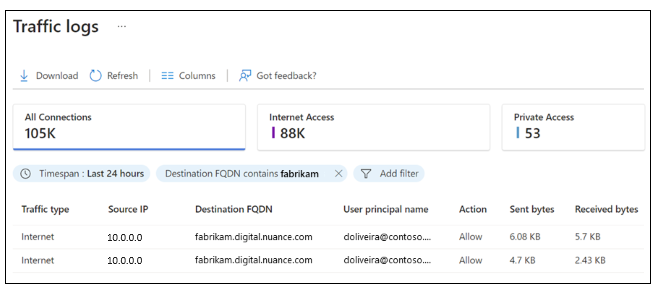 Traffic logs ...
Download Refresh Columns Got feedback?
All Connections Internet Access Private Access
105K 88K 53
Timespan : Last 24 hours Destination FQDN contains fabrikam × Add filter
Traffic type Source IP Destination FQDN User principal name Action Sent bytes Received bytes
Internet 10.0.0.0 fabrikam.digital.nuance.com doliveira@contoso.... Allow 6.08 KB 5.7 KB
Internet 10.0.0.0 fabrikam.digital.nuance.com doliveira@contoso.... Allow 4.7 KB 2.43 KB